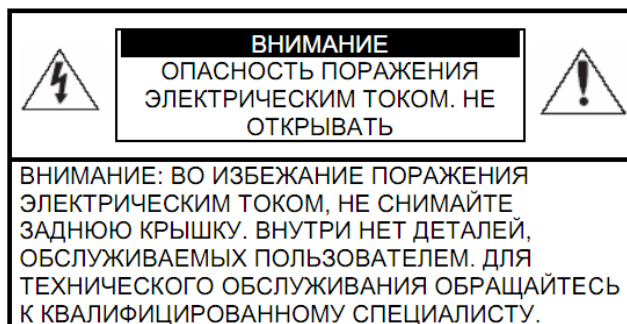 ВНИМАНИЕ
ОПАСНОСТЬ ПОРАЖЕНИЯ
ЭЛЕКТРИЧЕСКИМ ТОКОМ. НЕ
ОТКРЫВАТЬ
ВНИМАНИЕ: ВО ИЗБЕЖАНИЕ ПОРАЖЕНИЯ
ЭЛЕКТРИЧЕСКИМ ТОКОМ, НЕ СНИМАЙТЕ
ЗАДНЮЮ КРЫШКУ. ВНУТРИ НЕТ ДЕТАЛЕЙ,
ОБСЛУЖИВАЕМЫХ ПОЛЬЗОВАТЕЛЕМ. ДЛЯ
ТЕХНИЧЕСКОГО ОБСЛУЖИВАНИЯ ОБРАЩАЙТЕСЬ
К КВАЛИФИЦИРОВАННОМУ СПЕЦИАЛИСТУ.